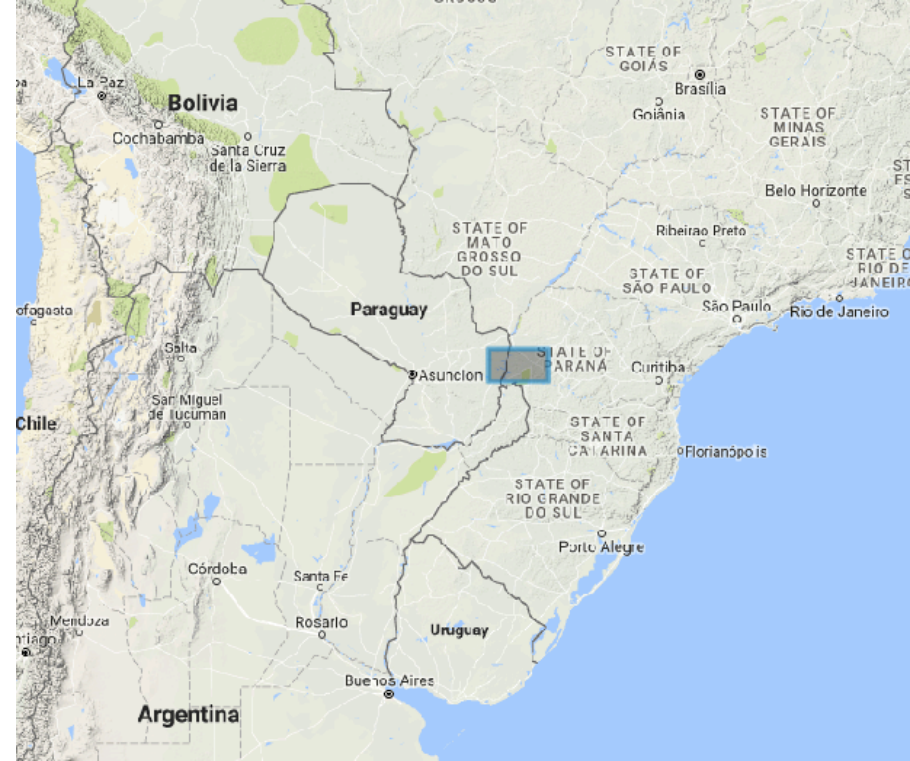 STATE OF
GOIÁS
Brasília
Goiânia
La Paz
Bolivia
Cochabamba
Santa Cruz
de la Sierra
STATE OF
MINAS
GERAIS
Belo Horizonte
STATE OF
MATO
GROSSO
DO SUL
Ribeirao Preto
STATE OF
SÃO PAULO
STATE O
RIO DE
JANEIRO
São Paulo
Rio de Janeiro
ofagasta
Paraguay
Salta
STATE OF
PARANÁ
Curitiba
Asuncion
San Miguel
de Tucuman
Chile
STATE OF
SANTA
CATARINA
Florianópolis
STATE OF
RIO GRANDE
DO SUL
Porto Alegre
Córdoba
Santa Fe
Mendoza
Rosario
Uruguay
ntiago
Buenos Aires
Argentina